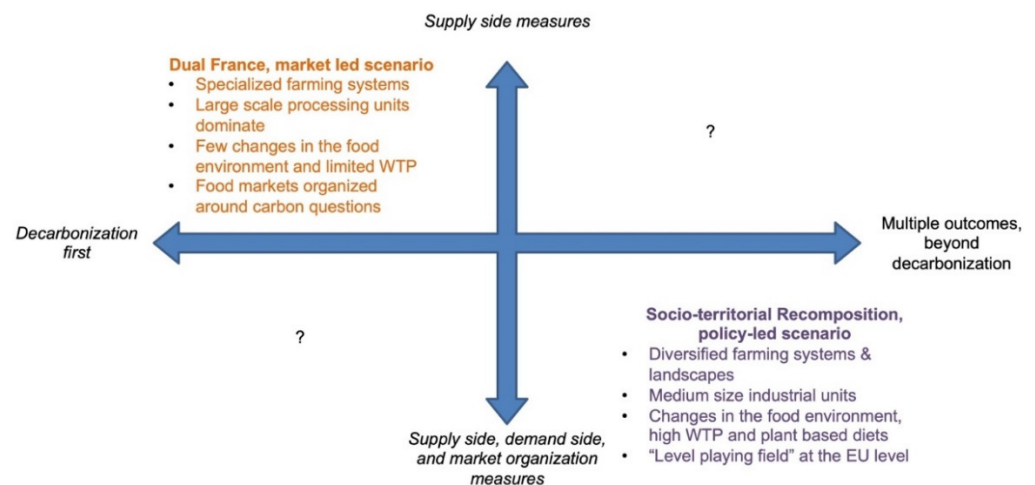 Supply side measures
Dual France, market led scenario
• Specialized farming systems
• Large scale processing units
dominate
• Few changes in the food
environment and limited WTP
• Food markets organized
around carbon questions
?
Decarbonization
first
Multiple outcomes,
beyond
decarbonization
?
Socio-territorial Recomposition,
policy-led scenario
• Diversified farming systems &
landscapes
• Medium size industrial units
• Changes in the food environment,
high WTP and plant based diets
• “Level playing field” at the EU level
Supply side, demand side,
and market organization
measures